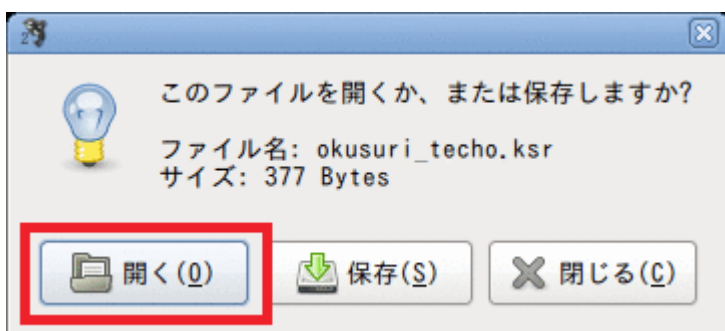 2
このファイルを開くか、または保存しますか?
ファイル名: okusuri_techo.ksr
サイズ: 377 Bytes
開く(O) 保存(S) 閉じる(C)